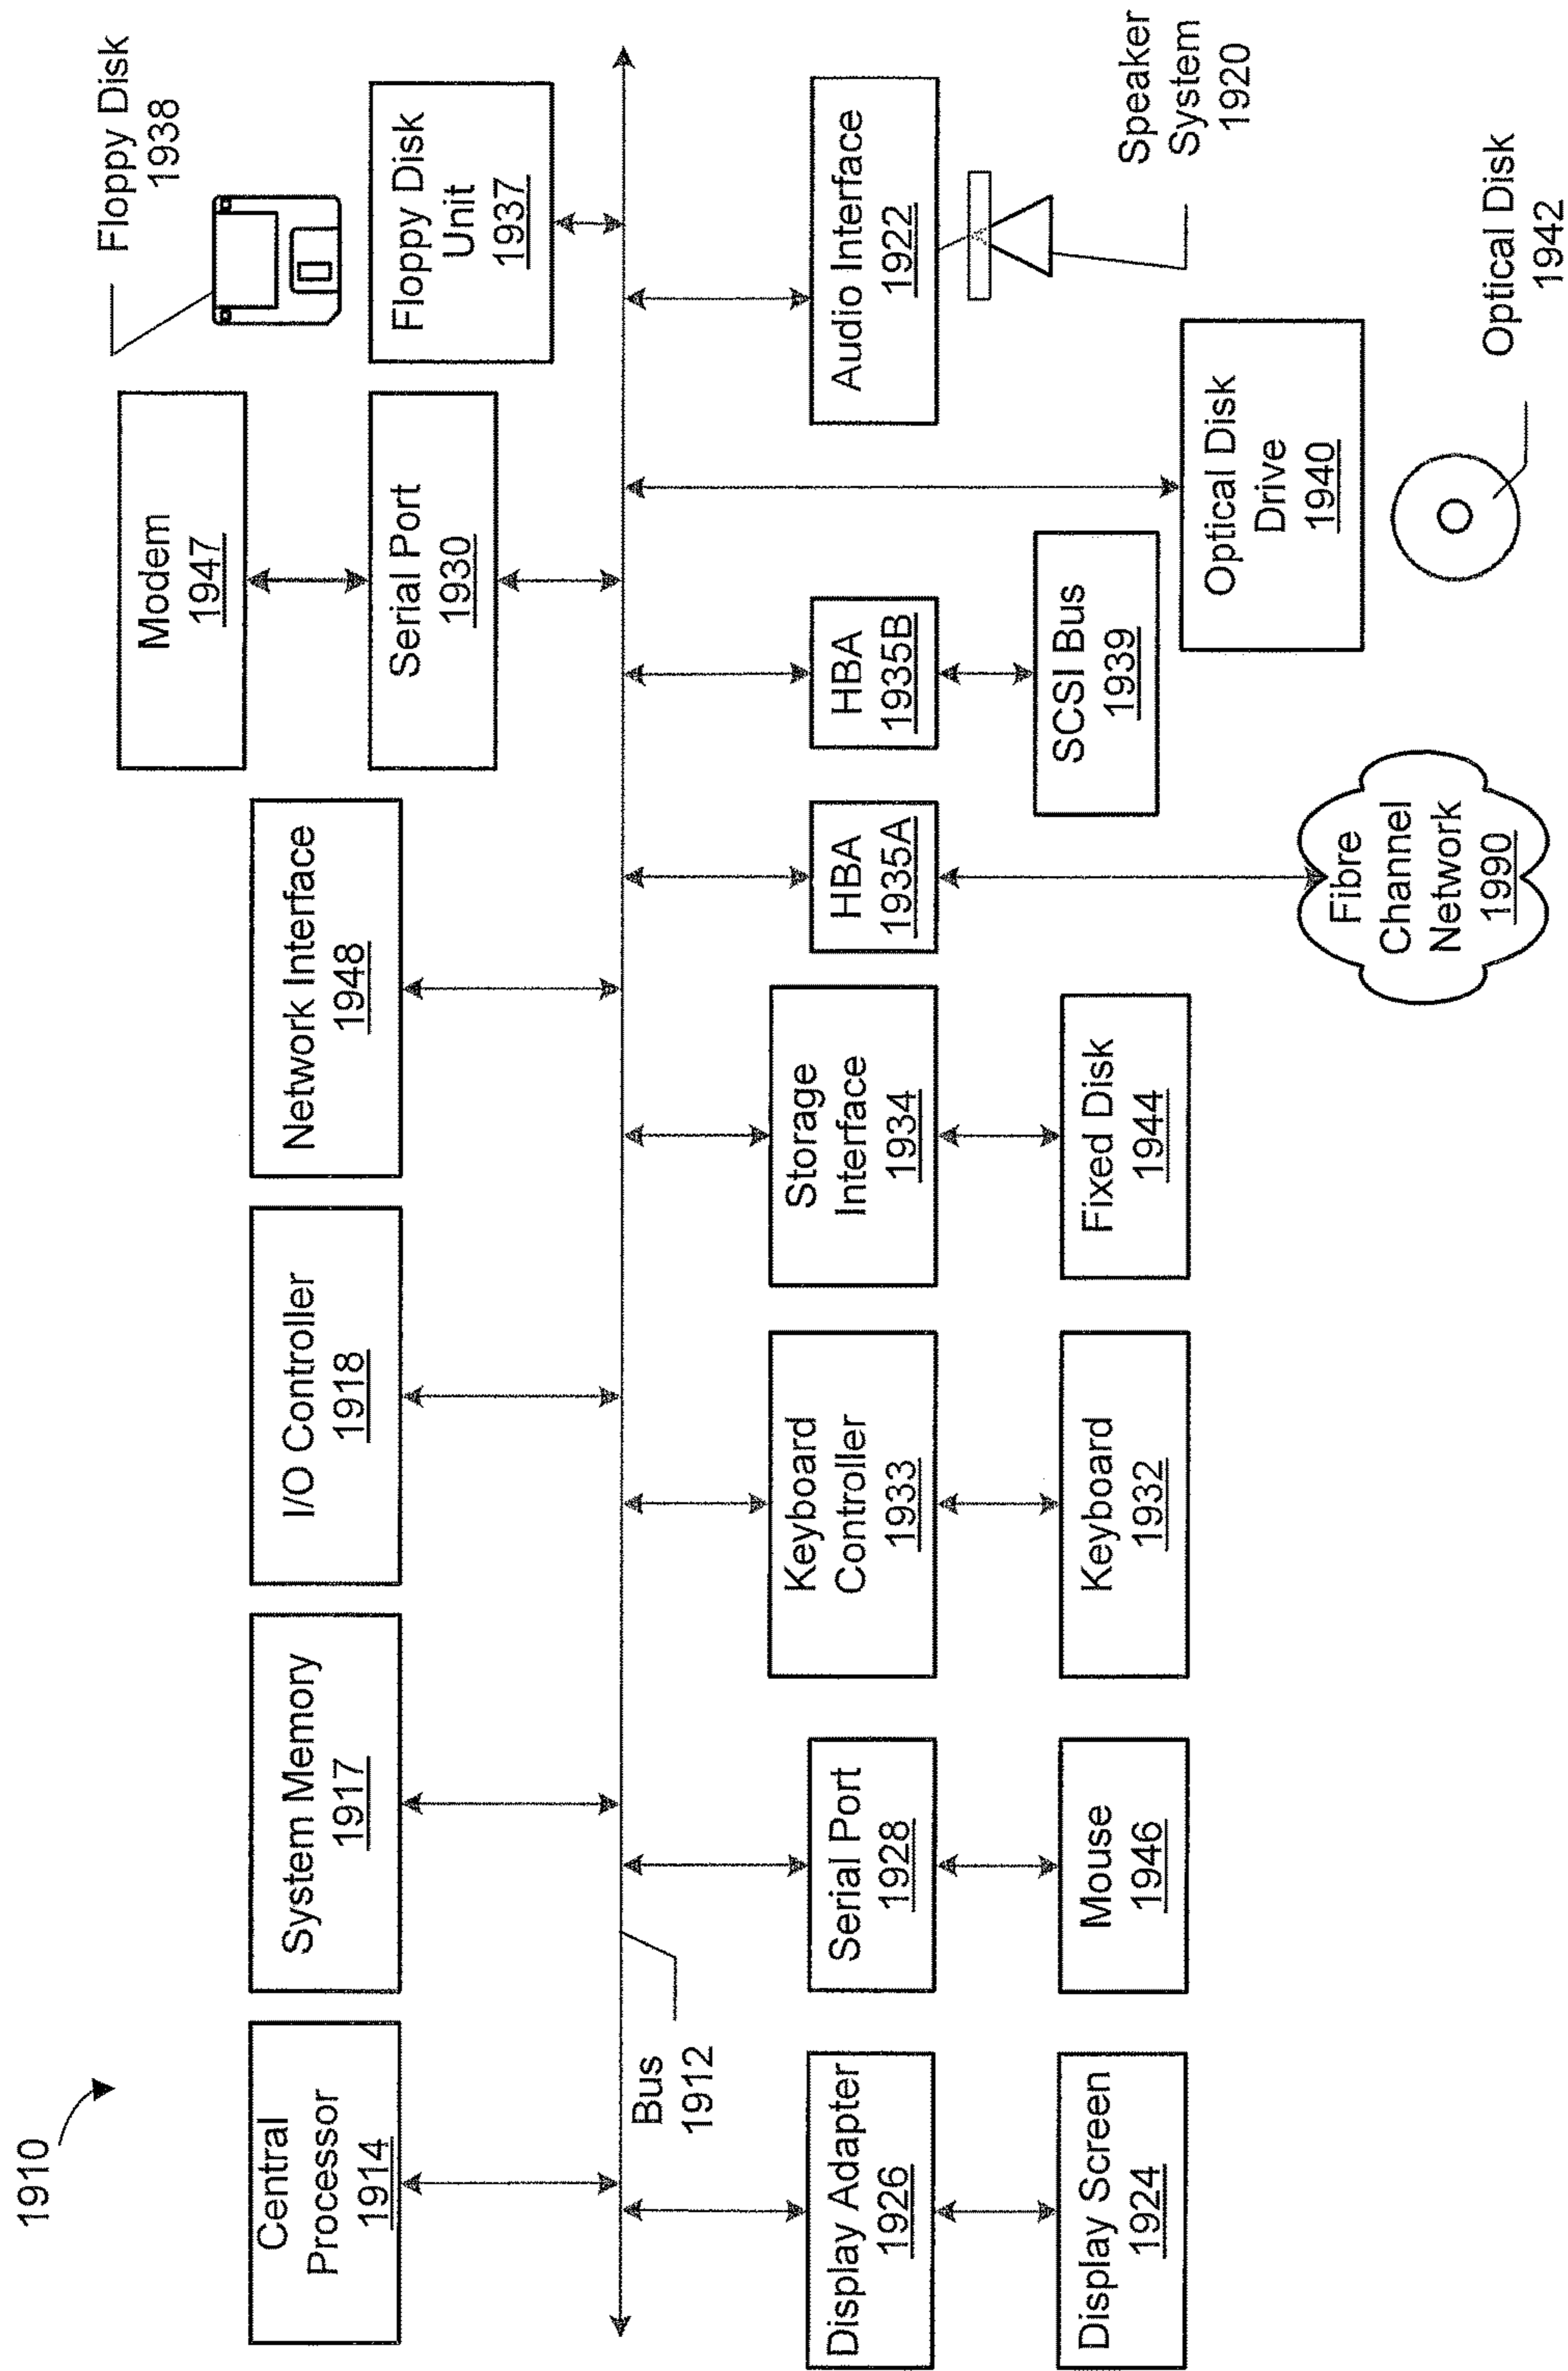 1910
Central
Processor
1914
System Memory
1917
I/O Controller
1918
Network Interface
1948
Modem
1947
Serial Port
1930
Floppy Disk
1938
Floppy Disk
Unit
1937
Bus
1912
Display Adapter
1926
Display Screen
1924
Serial Port
1928
Mouse
1946
Keyboard
Controller
1933
Keyboard
1932
Storage
Interface
1934
Fixed Disk
1944
HBA
1935A
Fibre
Channel
Network
1990
HBA
1935B
SCSI Bus
1939
Optical Disk
Drive
1940
Optical Disk
1942
Audio Interface
1922
Speaker
System
1920